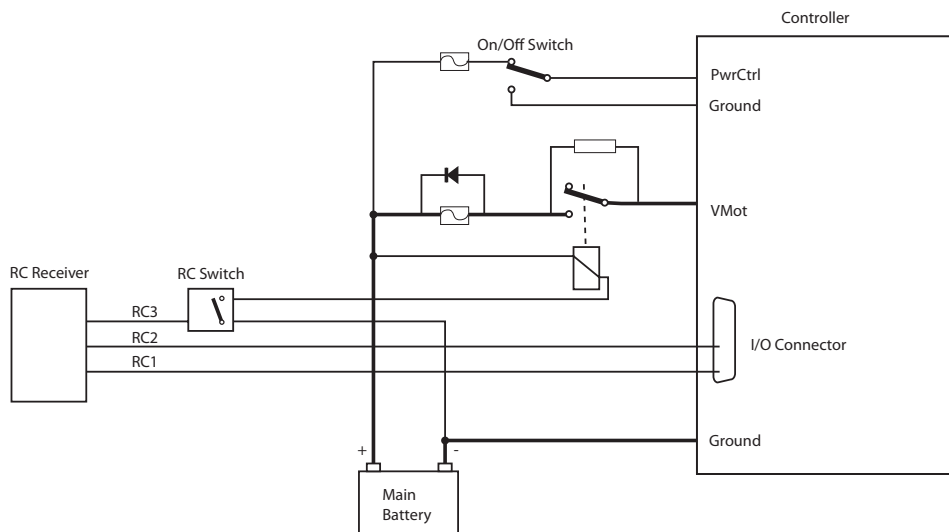 Controller
On/Off Switch
PwrCtrl
Ground
VMot
RC Receiver
RC Switch
RC3
RC2
RC1
I/O Connector
Ground
+
-
Main
Battery